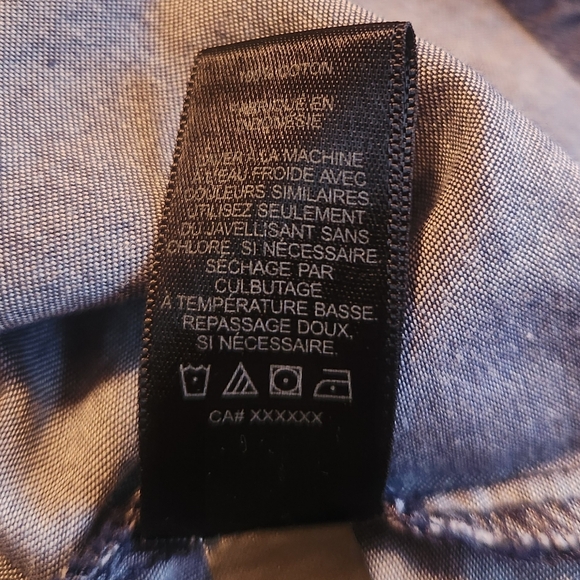 100% COTTON
FABRIQUÉ EN
INDONÉSIE
LAVER À LA MACHINE
À L'EAU FROIDE AVEC
COULEURS SIMILAIRES.
UTILISEZ SEULEMENT
DU JAVELLISANT SANS
CHLORE, SI NÉCESSAIRE.
SÉCHAGE PAR
CULBUTAGE
À TEMPÉRATURE BASSE.
REPASSAGE DOUX,
SI NÉCESSAIRE.
CA# XXXXXX